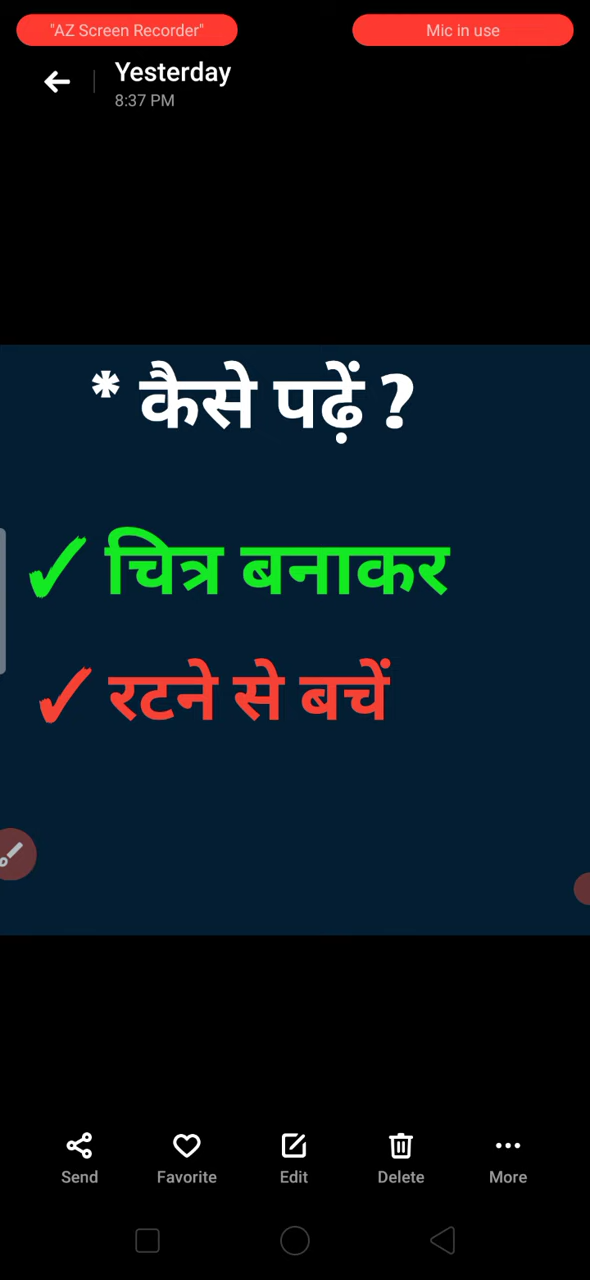 "AZ Screen Recorder" Mic in use
Yesterday
8:37 PM
* कैसे पढ़ें ?
✓ चित्र बनाकर
✓ रटने से बचें
Send Favorite Edit Delete More